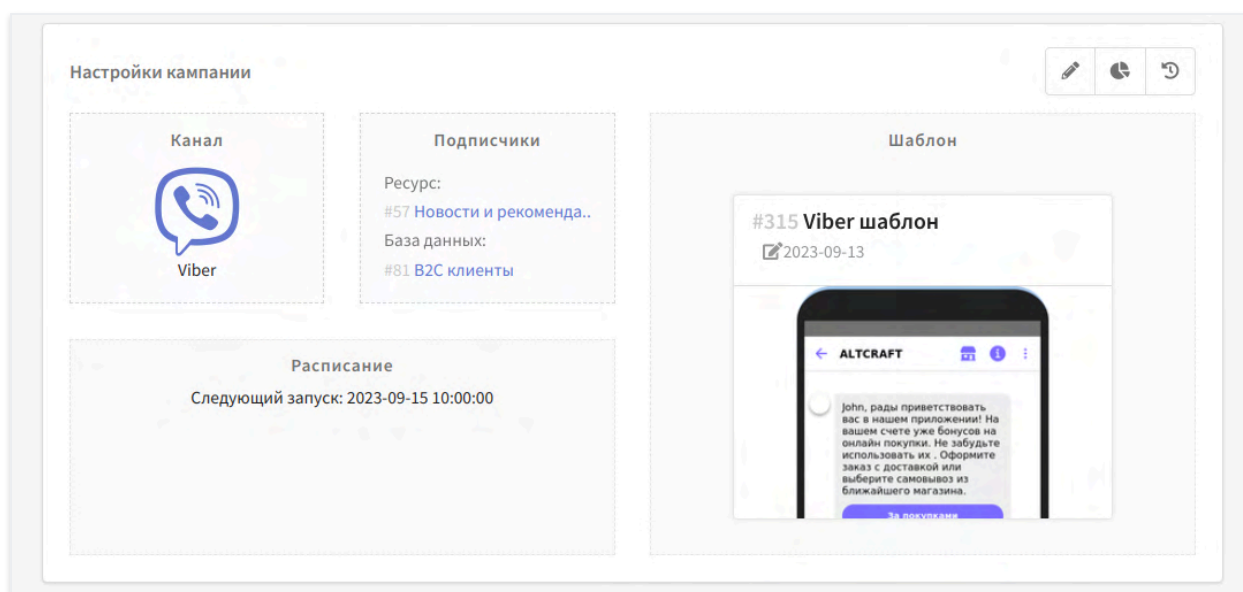 Настройки кампании
Канал
Viber
Подписчики
Ресурс:
#57 Новости и рекоменда..
База данных:
#81 B2C клиенты
Расписание
Следующий запуск: 2023-09-15 10:00:00
Шаблон
#315 Viber шаблон
2023-09-13
ALTCRAFT
John, рады приветствовать
вас в нашем приложении! На
вашем счете уже бонусов на
онлайн покупки. Не забудьте
использовать их . Оформите
заказ с доставкой или
выберите самовывоз из
ближайшего магазина.
За покупками